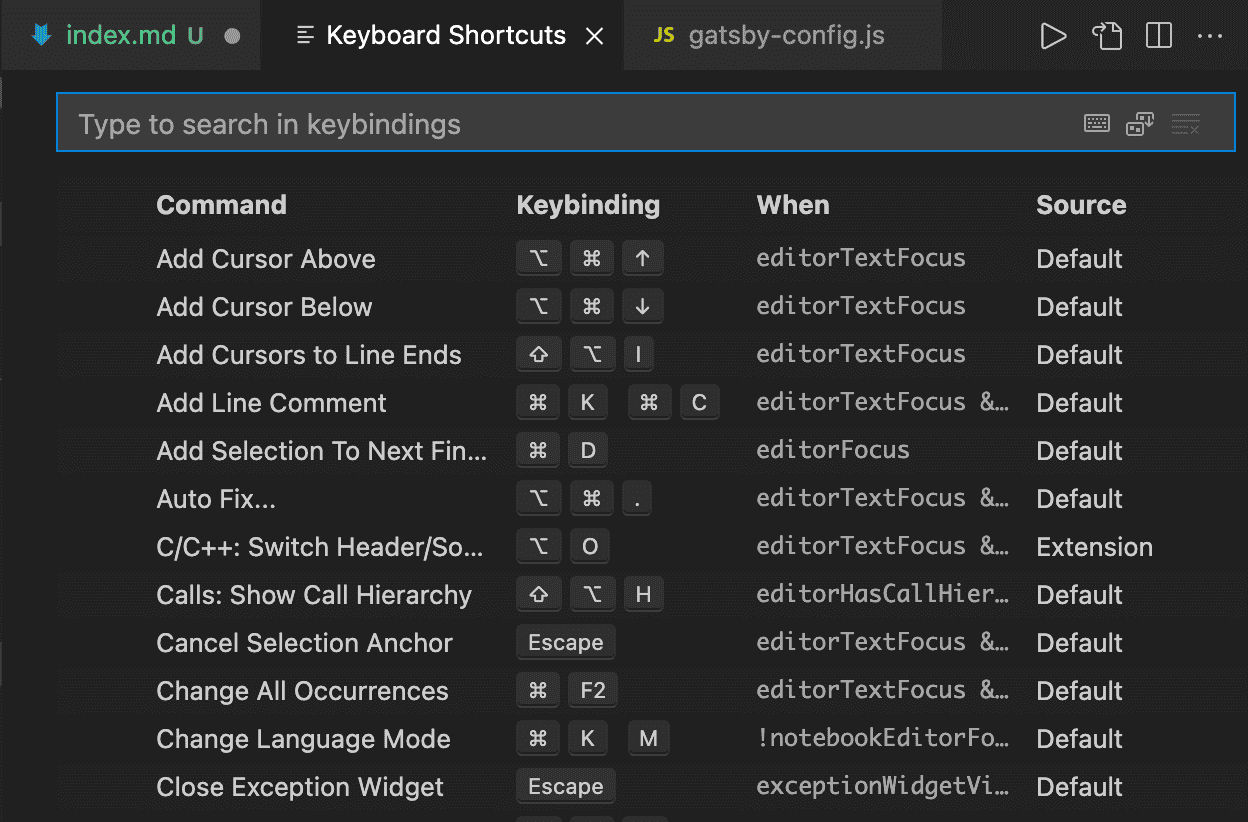 index.md U Keyboard Shortcuts JS gatsby-config.js
Type to search in keybindings
Command Keybinding When Source
Add Cursor Above ⌥ ⌘ ↑ editorTextFocus Default
Add Cursor Below ⌥ ⌘ ↓ editorTextFocus Default
Add Cursors to Line Ends ⇧ ⌥ I editorTextFocus Default
Add Line Comment ⌘ K ⌘ C editorTextFocus &… Default
Add Selection To Next Fin… ⌘ D editorFocus Default
Auto Fix... ⌥ ⌘ . editorTextFocus &… Default
C/C++: Switch Header/So… ⌥ O editorTextFocus &… Extension
Calls: Show Call Hierarchy ⇧ ⌥ H editorHasCallHier… Default
Cancel Selection Anchor Escape editorTextFocus &… Default
Change All Occurrences ⌘ F2 editorTextFocus &… Default
Change Language Mode ⌘ K M !notebookEditorFo… Default
Close Exception Widget Escape exceptionWidgetVi… Default